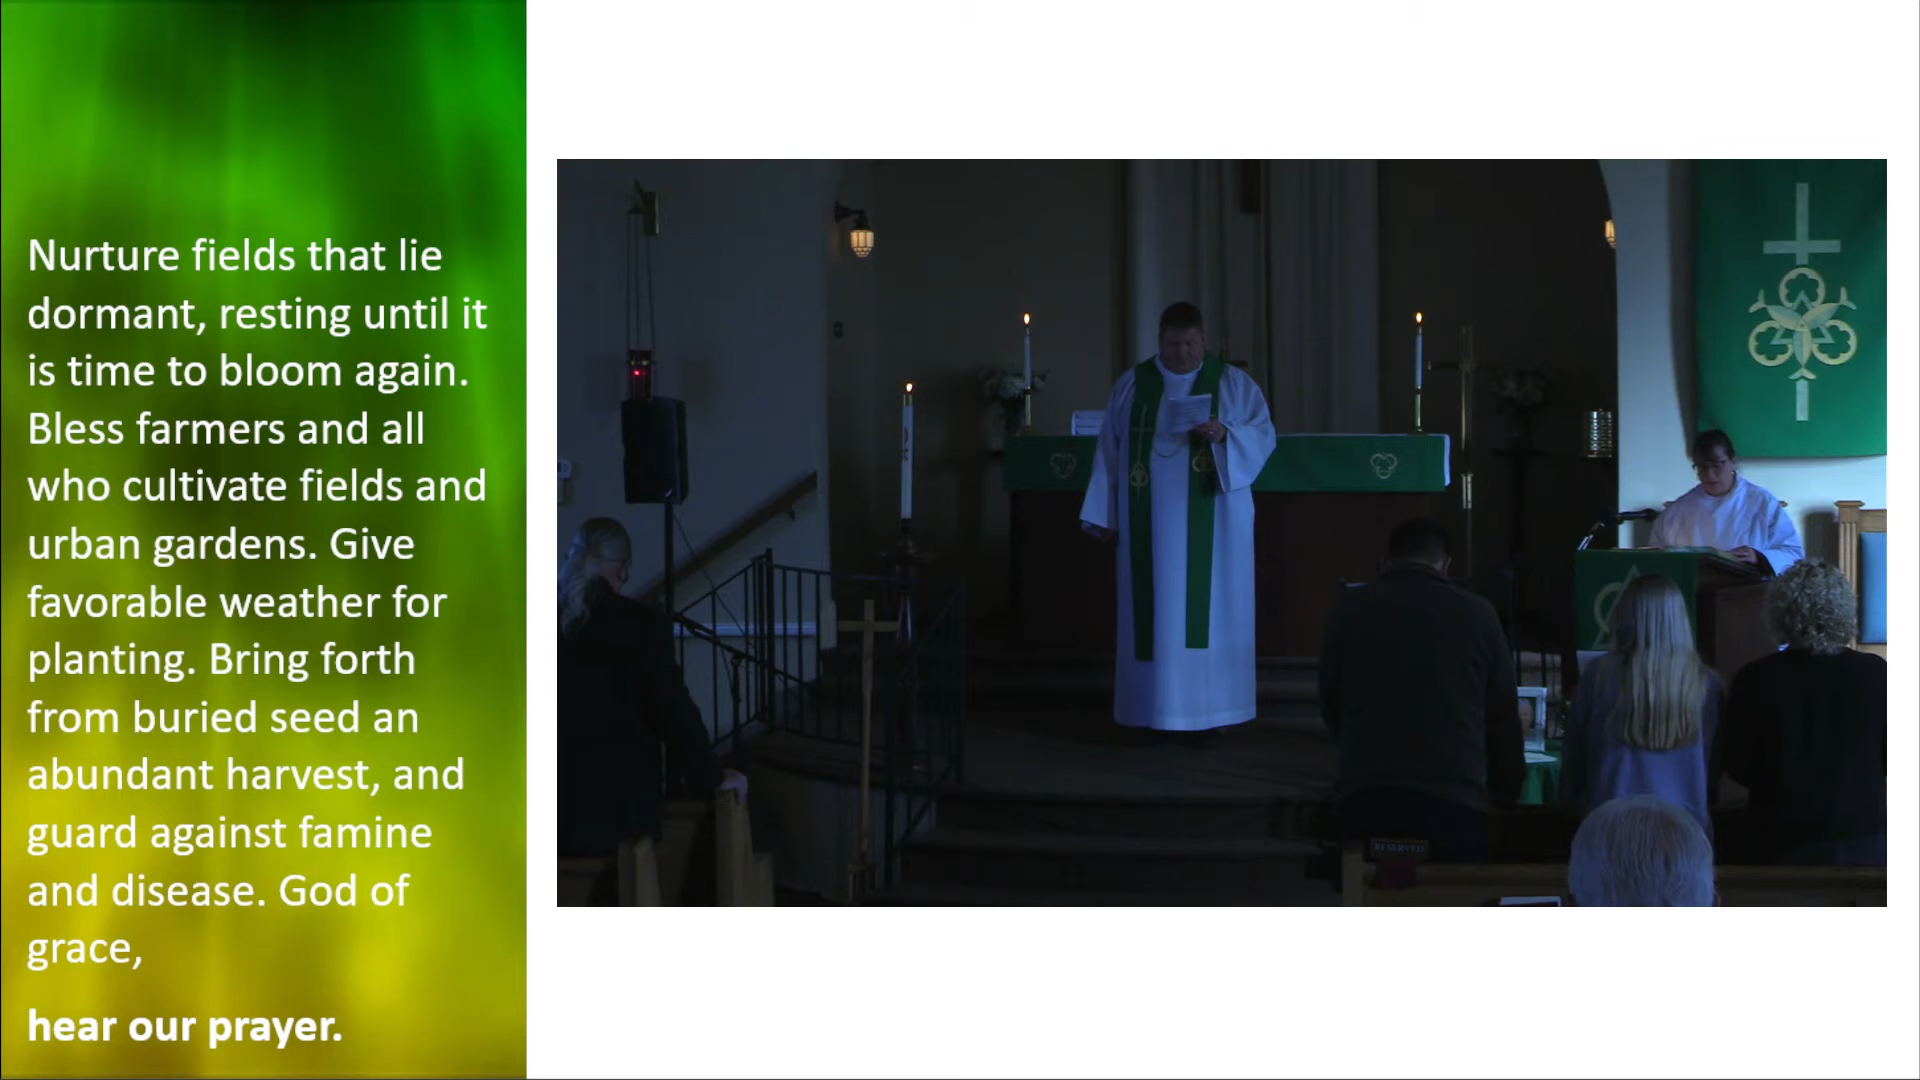 Nurture fields that lie
dormant, resting until it
is time to bloom again.
Bless farmers and all
who cultivate fields and
urban gardens. Give
favorable weather for
planting. Bring forth
from buried seed an
abundant harvest, and
guard against famine
and disease. God of
grace,
hear our prayer.
RESERVED